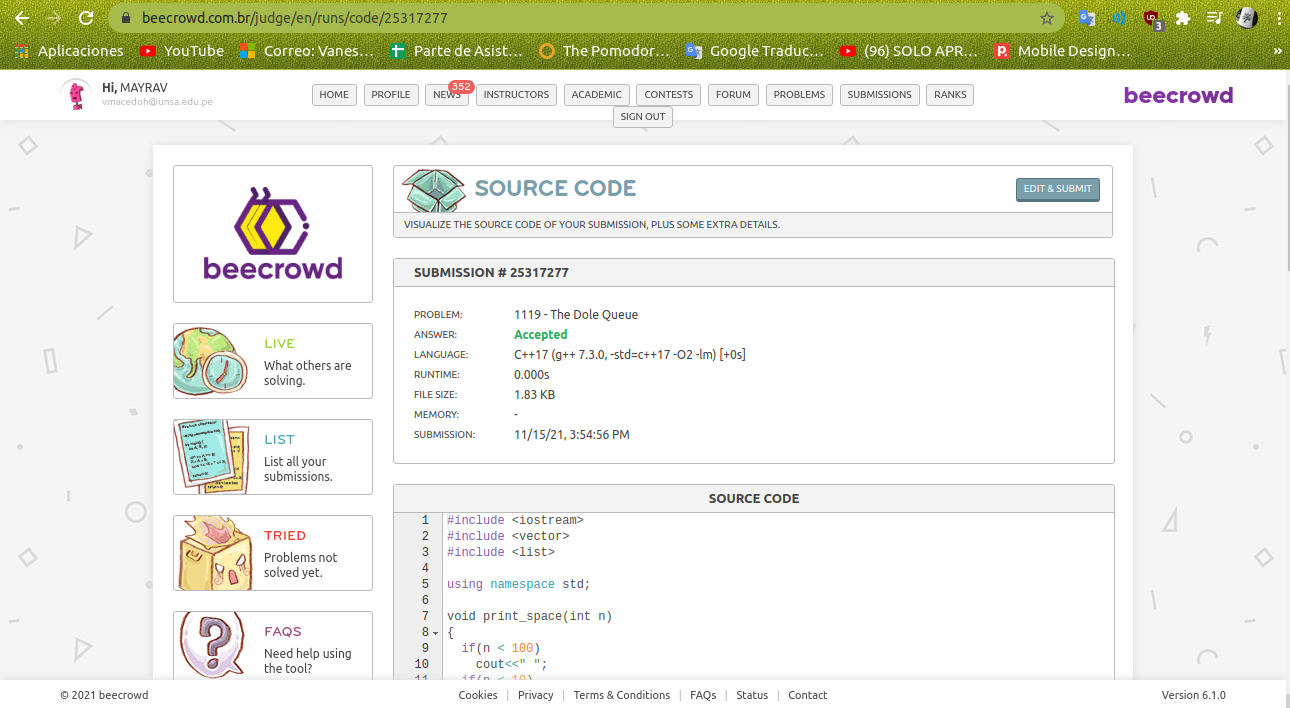 beecrowd.com.br/judge/en/runs/code/25317277
3
Aplicaciones YouTube Correo: Vanes... Parte de Asist... The Pomodor... Google Traduc... (96) SOLO APR... Mobile Design... »
Hi, MAYRAV
vmacedoh@unsa.edu.pe
HOME PROFILE NEWS 352 INSTRUCTORS ACADEMIC CONTESTS FORUM PROBLEMS SUBMISSIONS RANKS
SIGN OUT
beecrowd
beecrowd
LIVE
What others are
solving.
LIST
List all your
submissions.
TRIED
Problems not
solved yet.
FAQS
Need help using
the tool?
SOURCE CODE
EDIT & SUBMIT
VISUALIZE THE SOURCE CODE OF YOUR SUBMISSION, PLUS SOME EXTRA DETAILS.
SUBMISSION # 25317277
PROBLEM: 1119 - The Dole Queue
ANSWER: Accepted
LANGUAGE: C++17 (g++ 7.3.0, -std=c++17 -O2 -lm) [+0s]
RUNTIME: 0.000s
FILE SIZE: 1.83 KB
MEMORY: -
SUBMISSION: 11/15/21, 3:54:56 PM
SOURCE CODE
1 #include <iostream>
2 #include <vector>
3 #include <list>
4
5 using namespace std;
6
7 void print_space(int n)
8 {
9 if(n < 100)
10 cout<<" ";
11 if(n < 10)
© 2021 beecrowd
Cookies | Privacy | Terms & Conditions | FAQs | Status | Contact
Version 6.1.0